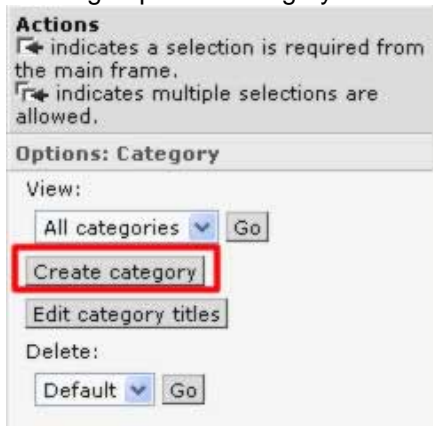 Actions
indicates a selection is required from
the main frame.
indicates multiple selections are
allowed.
Options: Category
View:
All categories Go
Create category
Edit category titles
Delete:
Default Go